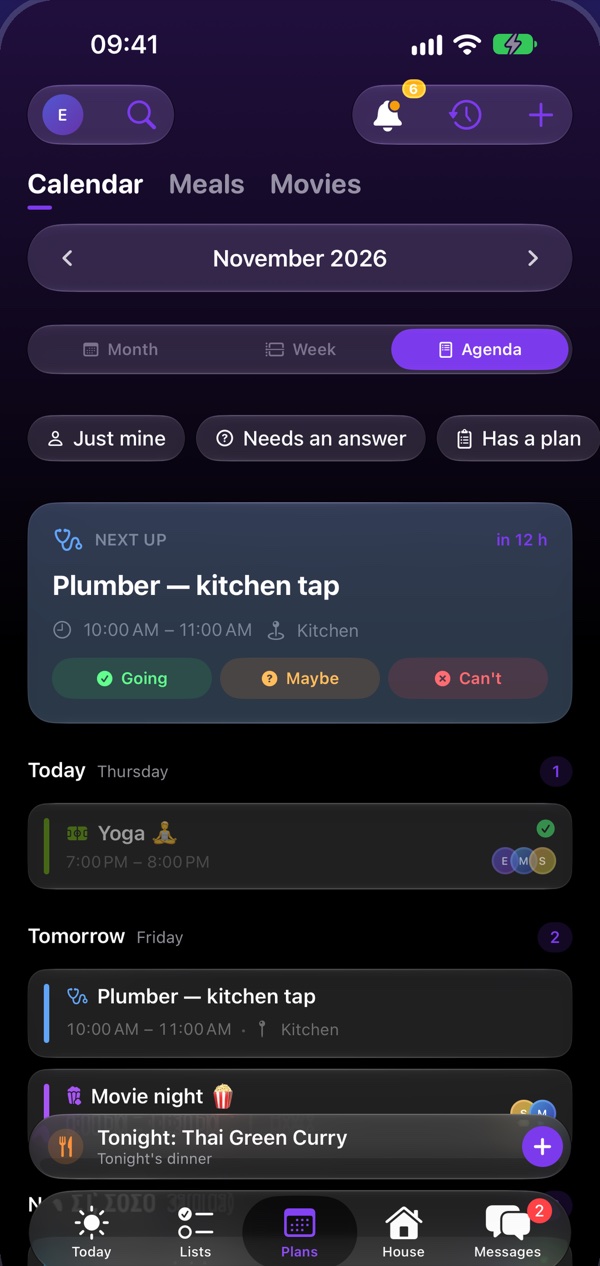 09:41
E
6
Calendar Meals Movies
November 2026
Month Week Agenda
Just mine Needs an answer Has a plan
NEXT UP in 12 h
Plumber — kitchen tap
10:00 AM – 11:00 AM Kitchen
Going Maybe Can't
Today Thursday 1
Yoga
7:00 PM – 8:00 PM E M S
Tomorrow Friday 2
Plumber — kitchen tap
10:00 AM – 11:00 AM · Kitchen
Movie night
S M
Tonight: Thai Green Curry
Tonight's dinner
2
Today Lists Plans House Messages